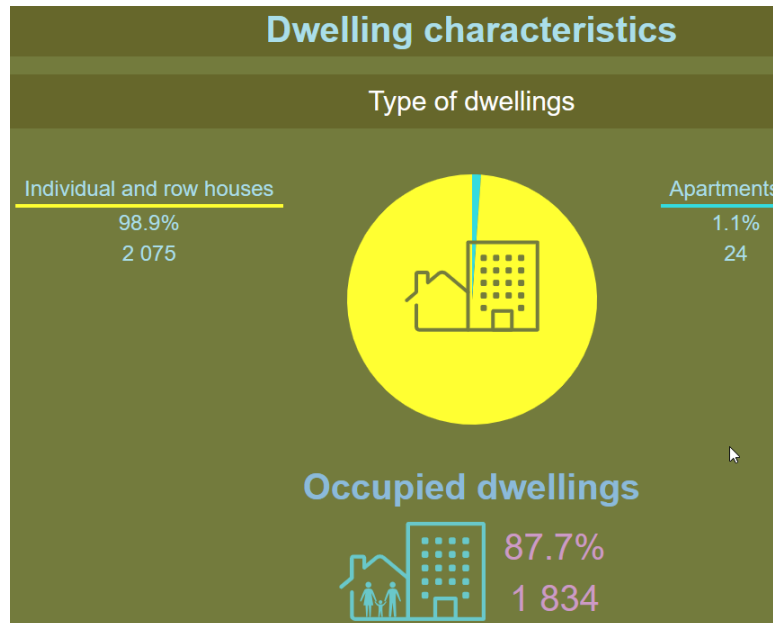 Dwelling characteristics
Type of dwellings
Individual and row houses
98.9%
2 075
Apartments
1.1%
24
Occupied dwellings
87.7%
1 834